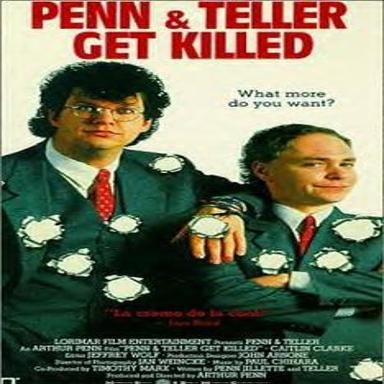 PENN & TELLER
GET KILLED
What more
do you want?
"La creme de la cool"
LORIMAR FILM ENTERTAINMENT Presents PENN & TELLER
An ARTHUR PENN Film "PENN & TELLER GET KILLED" CAITLIN CLARKE
Editor JEFFREY WOLF Production Designer JOHN ARNONE
Director of Photography JAN WEINCKE Music by PAUL CHIHARA
Co-Produced by TIMOTHY MARX Written by PENN JILLETTE and TELLER
Produced and Directed by ARTHUR PENN